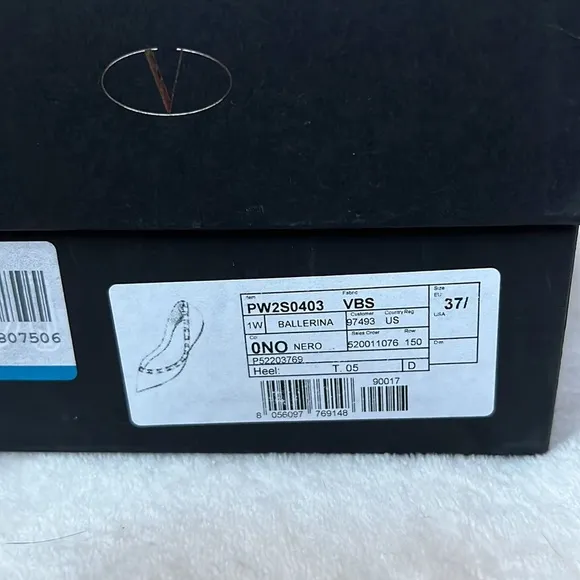 V
807506
Item PW2S0403 Fabric VBS
Size
EU 37/
USA
1W BALLERINA
Customer 97493
Country/Reg US
Col 0NO NERO
Sales Order 520011076
Row 150
Dim
P52203769
Heel: T. 05 D
90017
8 056097 769148